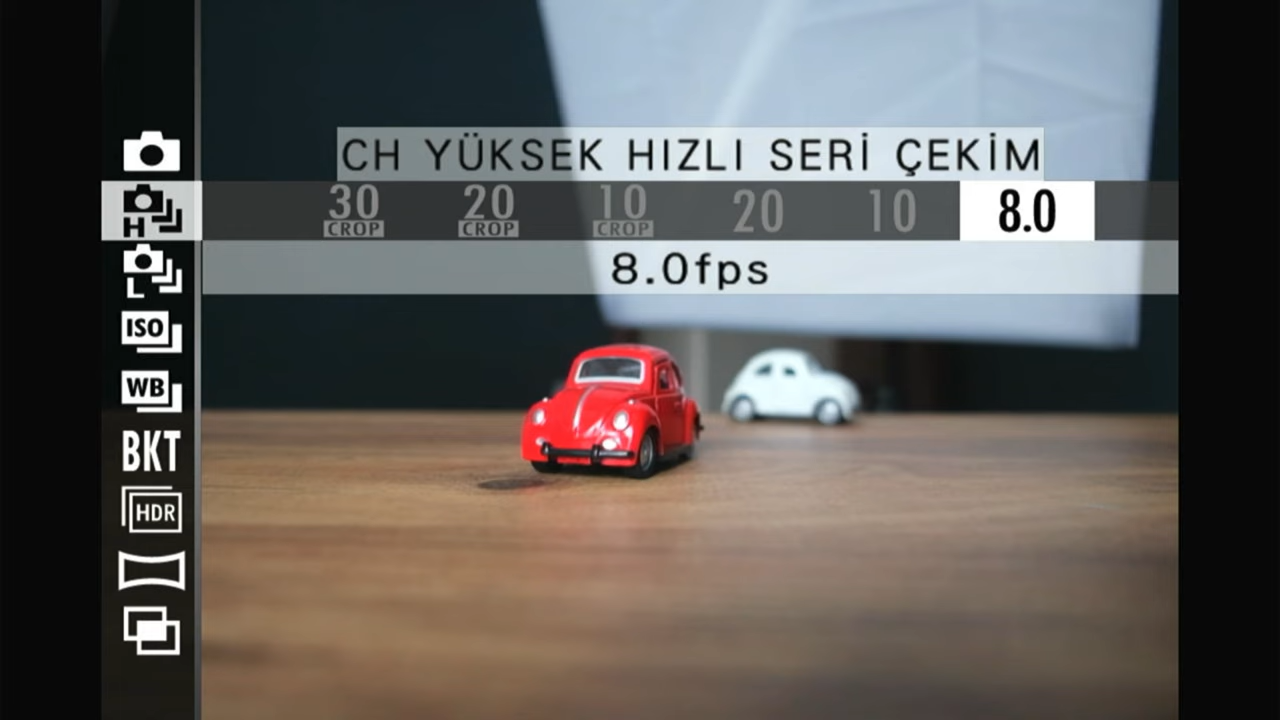 CH YÜKSEK HIZLI SERİ ÇEKİM
30 CROP 20 CROP 10 CROP 20 10 8.0
8.0fps
H
L
ISO
WB
BKT
HDR